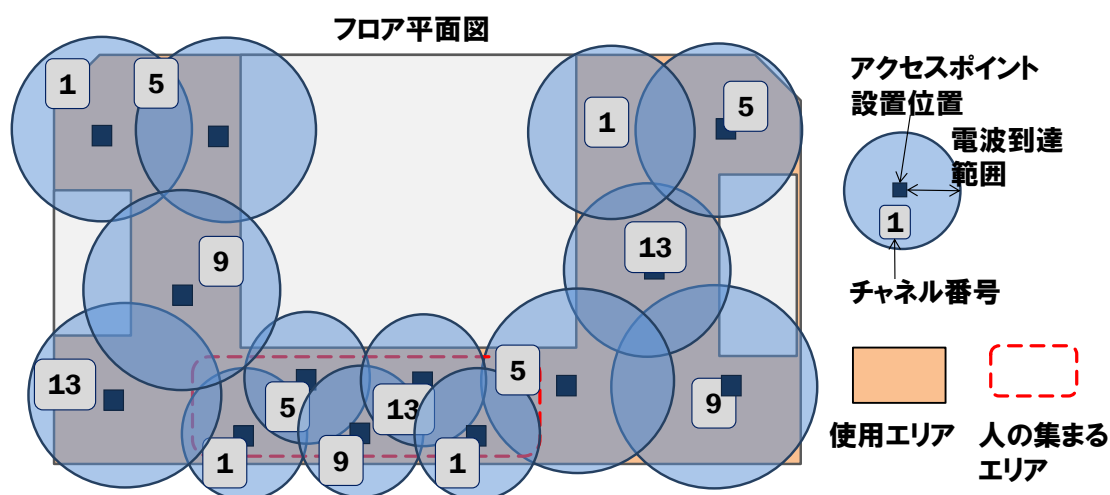 フロア平面図
1
5
1
5
9
13
13
5
5
13
9
1
9
1
アクセスポイント
設置位置
電波到達
範囲
1
チャネル番号
使用エリア
人の集まる
エリア